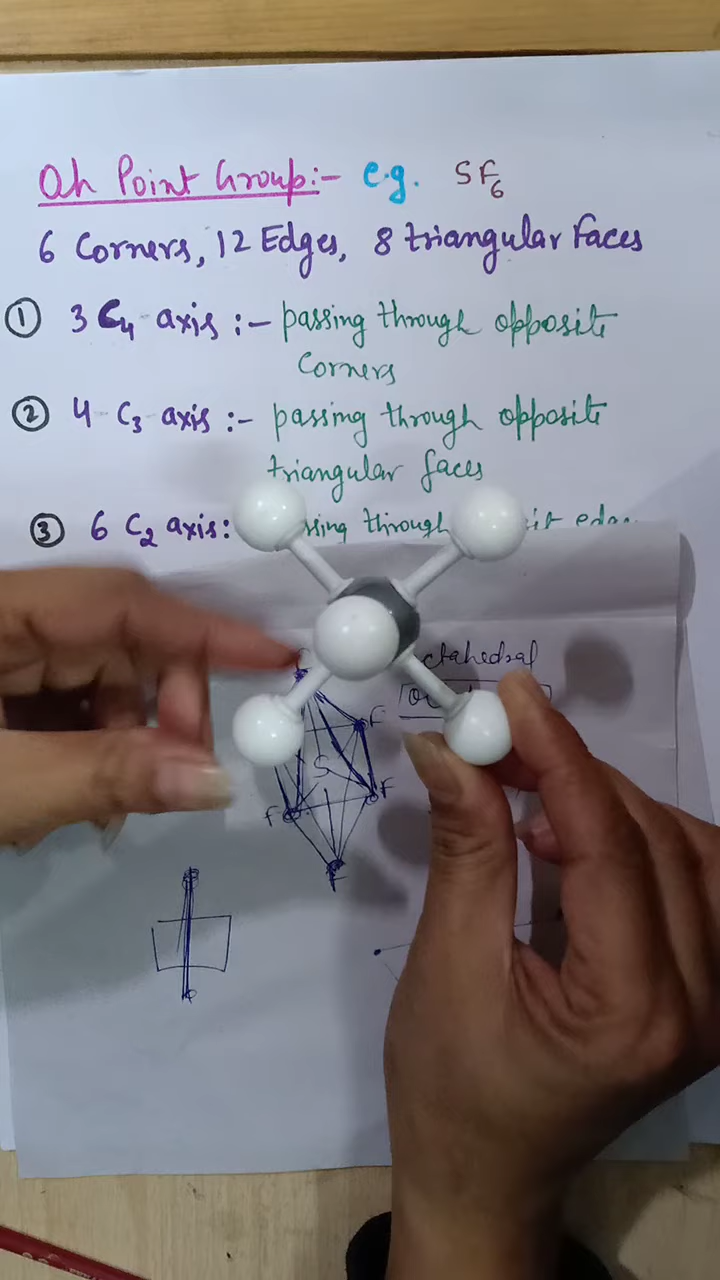 Oh Point Group:- e.g. SF6
6 Corners, 12 Edges, 8 triangular faces
① 3 C4 axis :- passing through opposite
Corners
② 4 C3 axis :- passing through opposite
triangular faces
③ 6 C2 axis: through
F
S
F
F
F